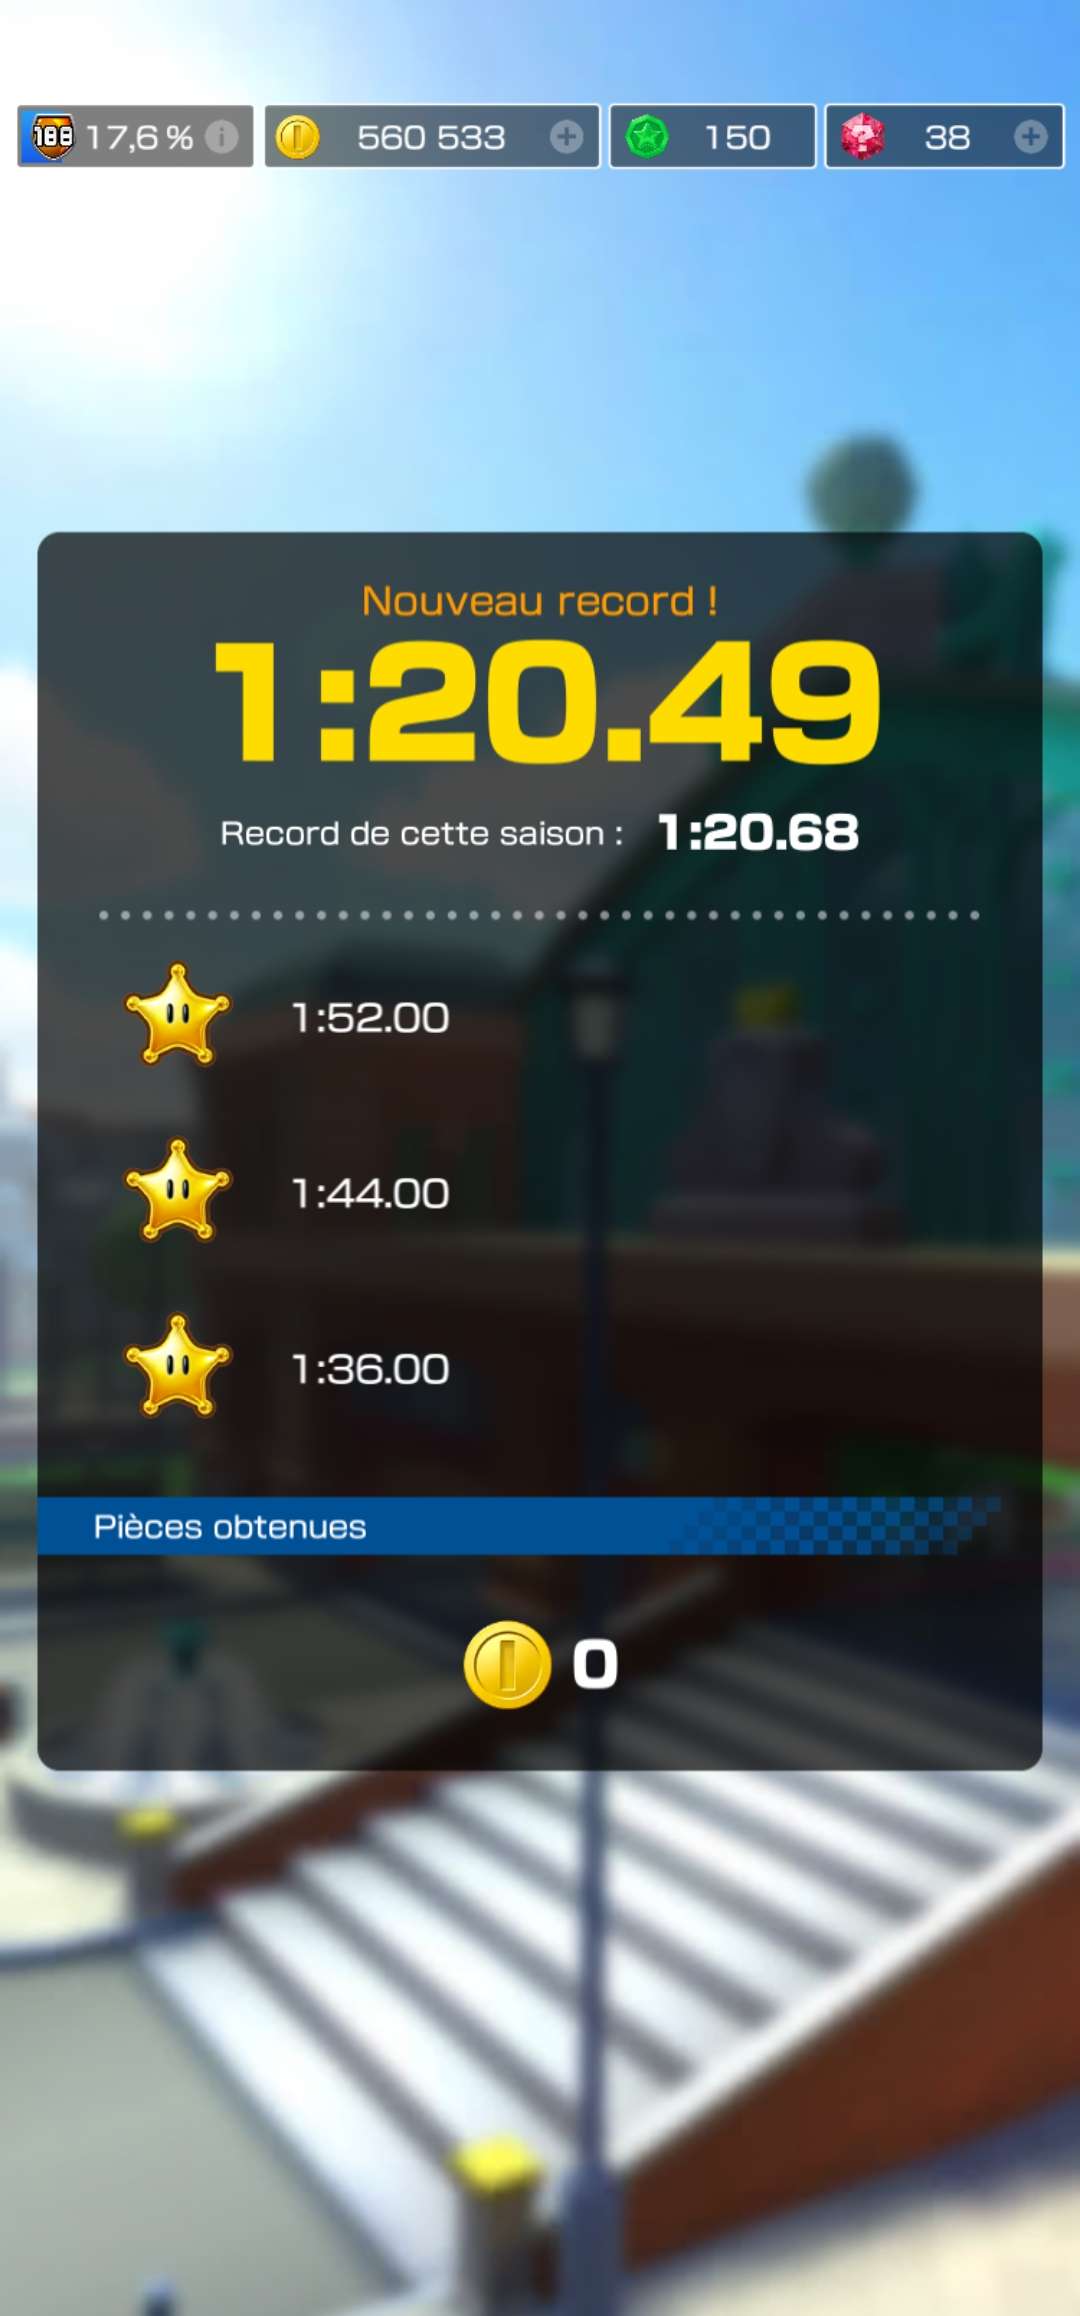 188 17,6 % i 560 533 + 150 38 +
Nouveau record !
1:20.49
Record de cette saison : 1:20.68
1:52.00
1:44.00
1:36.00
Pièces obtenues
0